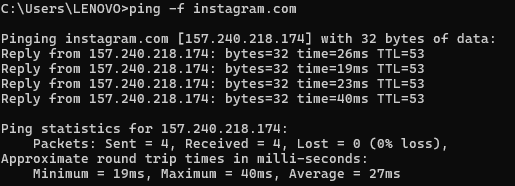 C:\Users\LENOVO>ping -f instagram.com
Pinging instagram.com [157.240.218.174] with 32 bytes of data:
Reply from 157.240.218.174: bytes=32 time=26ms TTL=53
Reply from 157.240.218.174: bytes=32 time=19ms TTL=53
Reply from 157.240.218.174: bytes=32 time=23ms TTL=53
Reply from 157.240.218.174: bytes=32 time=40ms TTL=53
Ping statistics for 157.240.218.174:
Packets: Sent = 4, Received = 4, Lost = 0 (0% loss),
Approximate round trip times in milli-seconds:
Minimum = 19ms, Maximum = 40ms, Average = 27ms